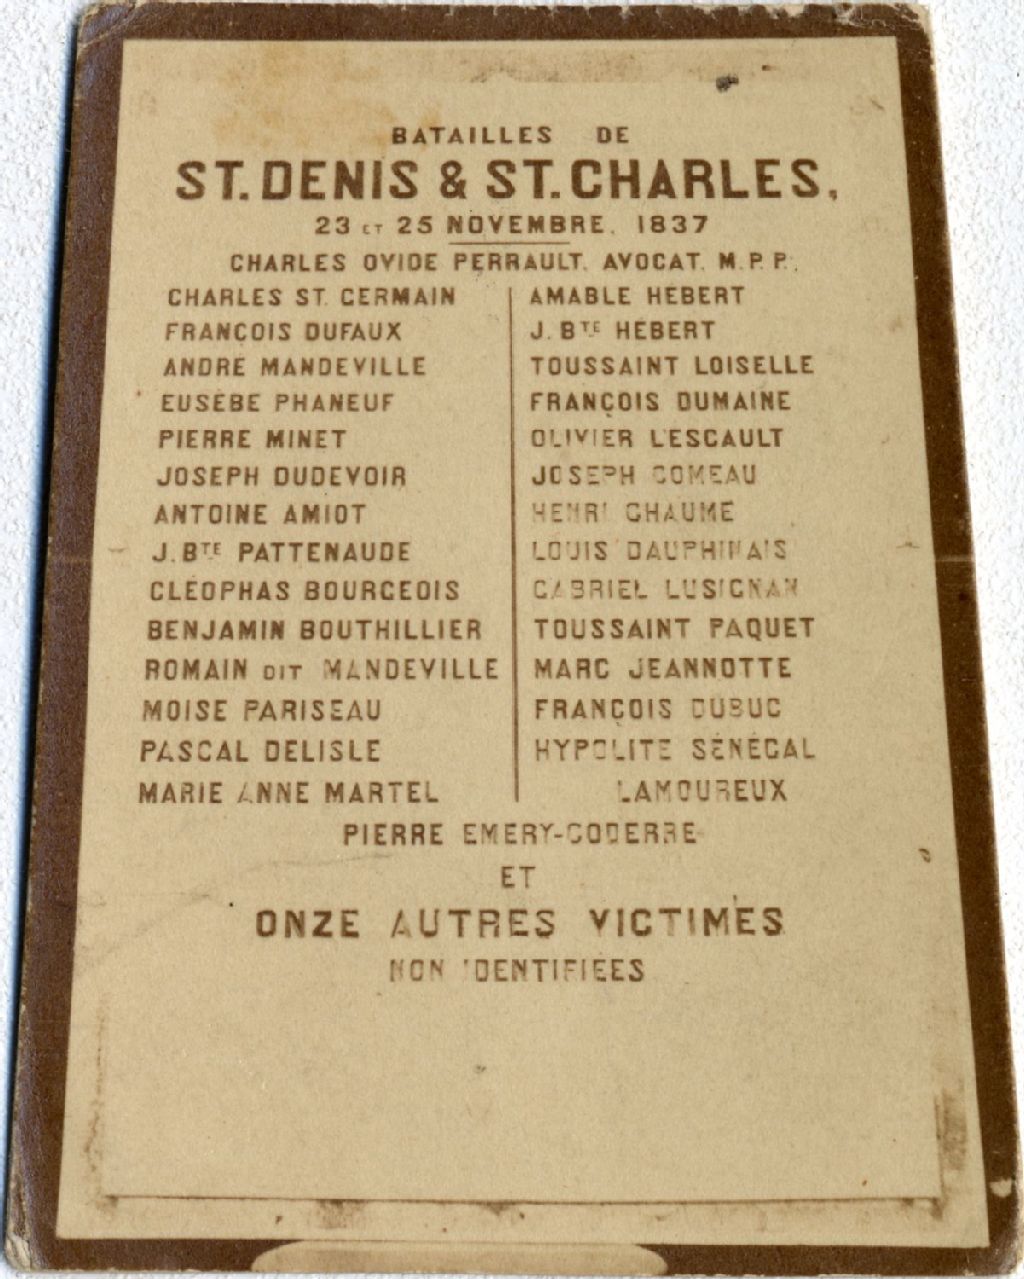 BATAILLES DE
ST. DENIS & ST. CHARLES,
23 ET 25 NOVEMBRE. 1837
CHARLES OVIDE PERRAULT. AVOCAT. M.P.P.
CHARLES ST. GERMAIN
FRANÇOIS DUFAUX
ANDRÉ MANDEVILLE
EUSÈBE PHANEUF
PIERRE MINET
JOSEPH DUDEVOIR
ANTOINE AMIOT
J. BTE PATTENAUDE
CLÉOPHAS BOURGEOIS
BENJAMIN BOUTHILLIER
ROMAIN DIT MANDEVILLE
MOISE PARISEAU
PASCAL DELISLE
MARIE ANNE MARTEL
AMABLE HÉBERT
J. BTE HÉBERT
TOUSSAINT LOISELLE
FRANÇOIS DUMAINE
OLIVIER LESCAULT
JOSEPH COMEAU
HENRI CHAUME
LOUIS DAUPHINAIS
GABRIEL LUSIGNAN
TOUSSAINT PAQUET
MARC JEANNOTTE
FRANÇOIS DUBUC
HYPOLITE SÉNÉCAL
LAMOUREUX
PIERRE EMERY-CODERRE
ET
ONZE AUTRES VICTIMES
NON IDENTIFIÉES